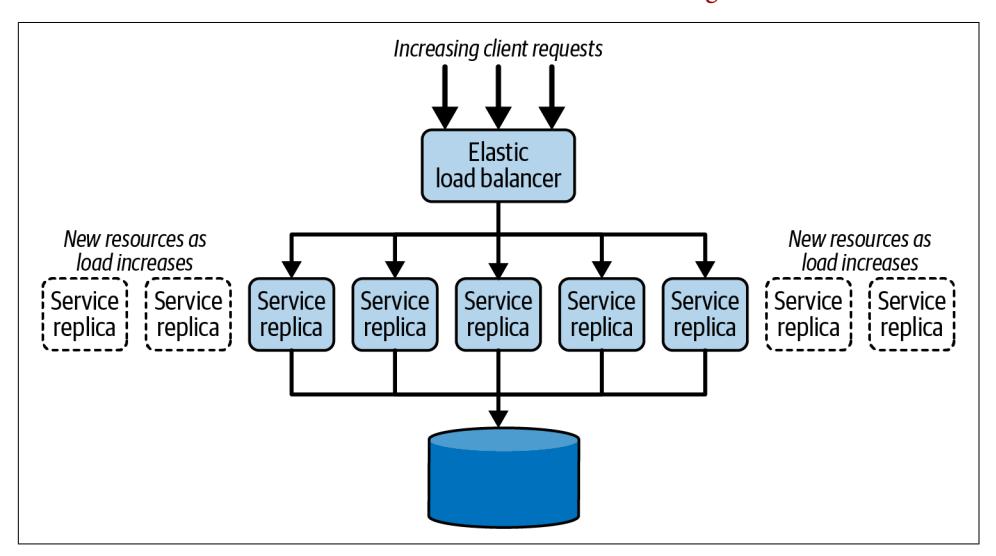 Increasing client requests
Elastic
load balancer
New resources as
load increases
New resources as
load increases
Service
replica
Service
replica
Service
replica
Service
replica
Service
replica
Service
replica
Service
replica
Service
replica
Service
replica